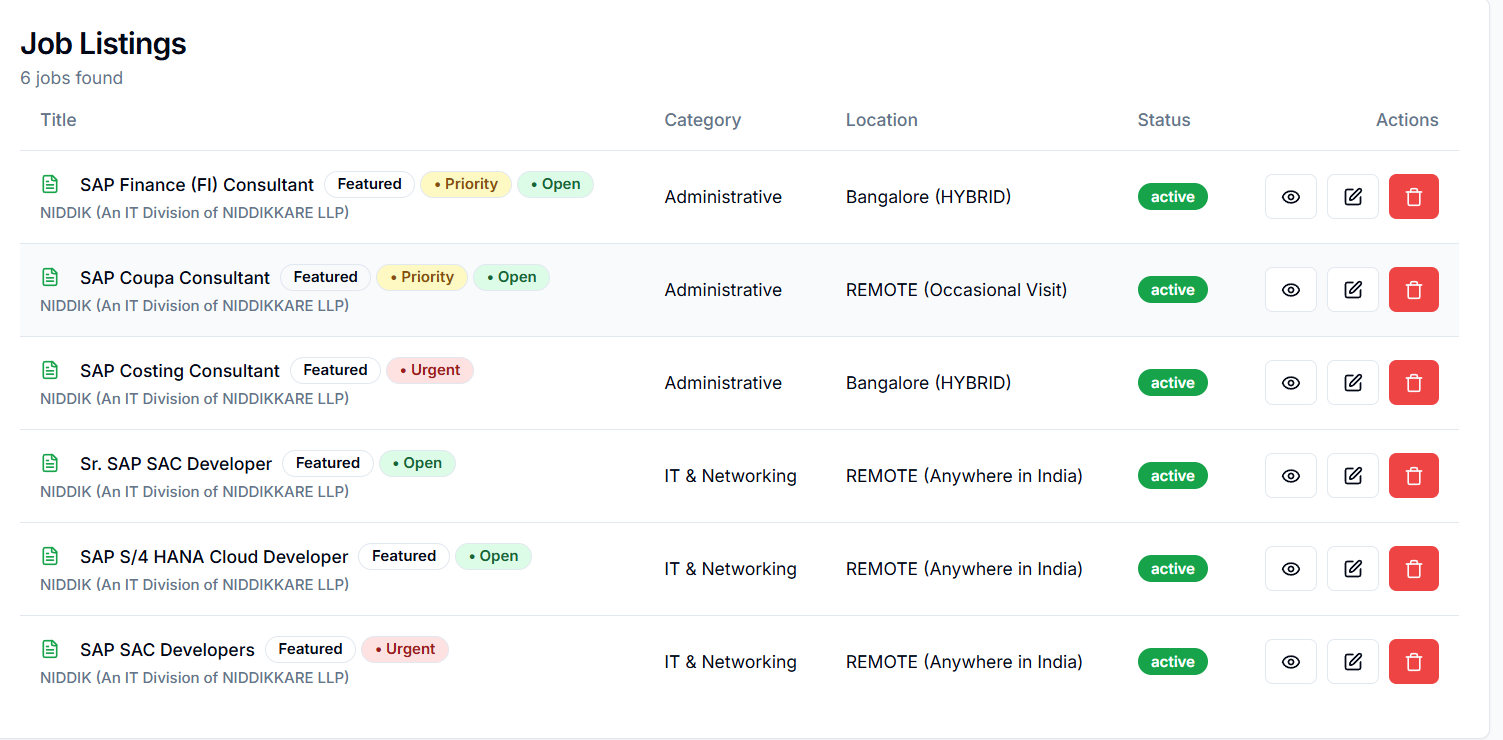 Job Listings
6 jobs found
Title Category Location Status Actions
SAP Finance (FI) Consultant Featured • Priority • Open
NIDDIK (An IT Division of NIDDIKKARE LLP)
Administrative Bangalore (HYBRID) active
SAP Coupa Consultant Featured • Priority • Open
NIDDIK (An IT Division of NIDDIKKARE LLP)
Administrative REMOTE (Occasional Visit) active
SAP Costing Consultant Featured • Urgent
NIDDIK (An IT Division of NIDDIKKARE LLP)
Administrative Bangalore (HYBRID) active
Sr. SAP SAC Developer Featured • Open
NIDDIK (An IT Division of NIDDIKKARE LLP)
IT & Networking REMOTE (Anywhere in India) active
SAP S/4 HANA Cloud Developer Featured • Open
NIDDIK (An IT Division of NIDDIKKARE LLP)
IT & Networking REMOTE (Anywhere in India) active
SAP SAC Developers Featured • Urgent
NIDDIK (An IT Division of NIDDIKKARE LLP)
IT & Networking REMOTE (Anywhere in India) active